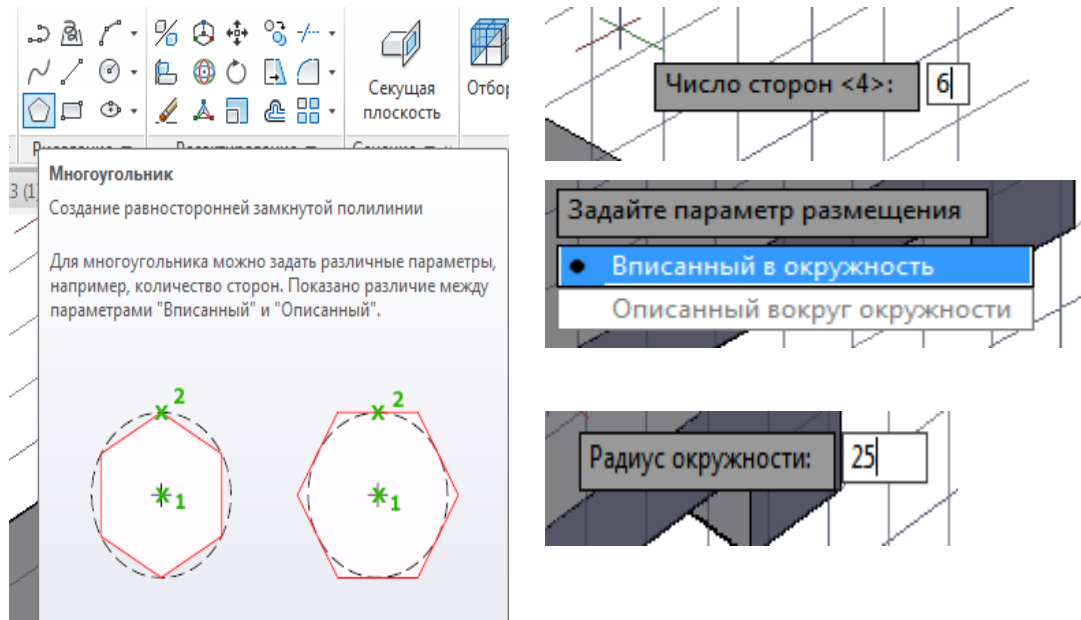 Секущая
плоскость
Отбор
3 (1)
Многоугольник
Создание равносторонней замкнутой полилинии
Для многоугольника можно задать различные параметры,
например, количество сторон. Показано различие между
параметрами "Вписанный" и "Описанный".
2
1
2
1
Число сторон <4>: 6
Задайте параметр размещения
Вписанный в окружность
Описанный вокруг окружности
Радиус окружности: 25